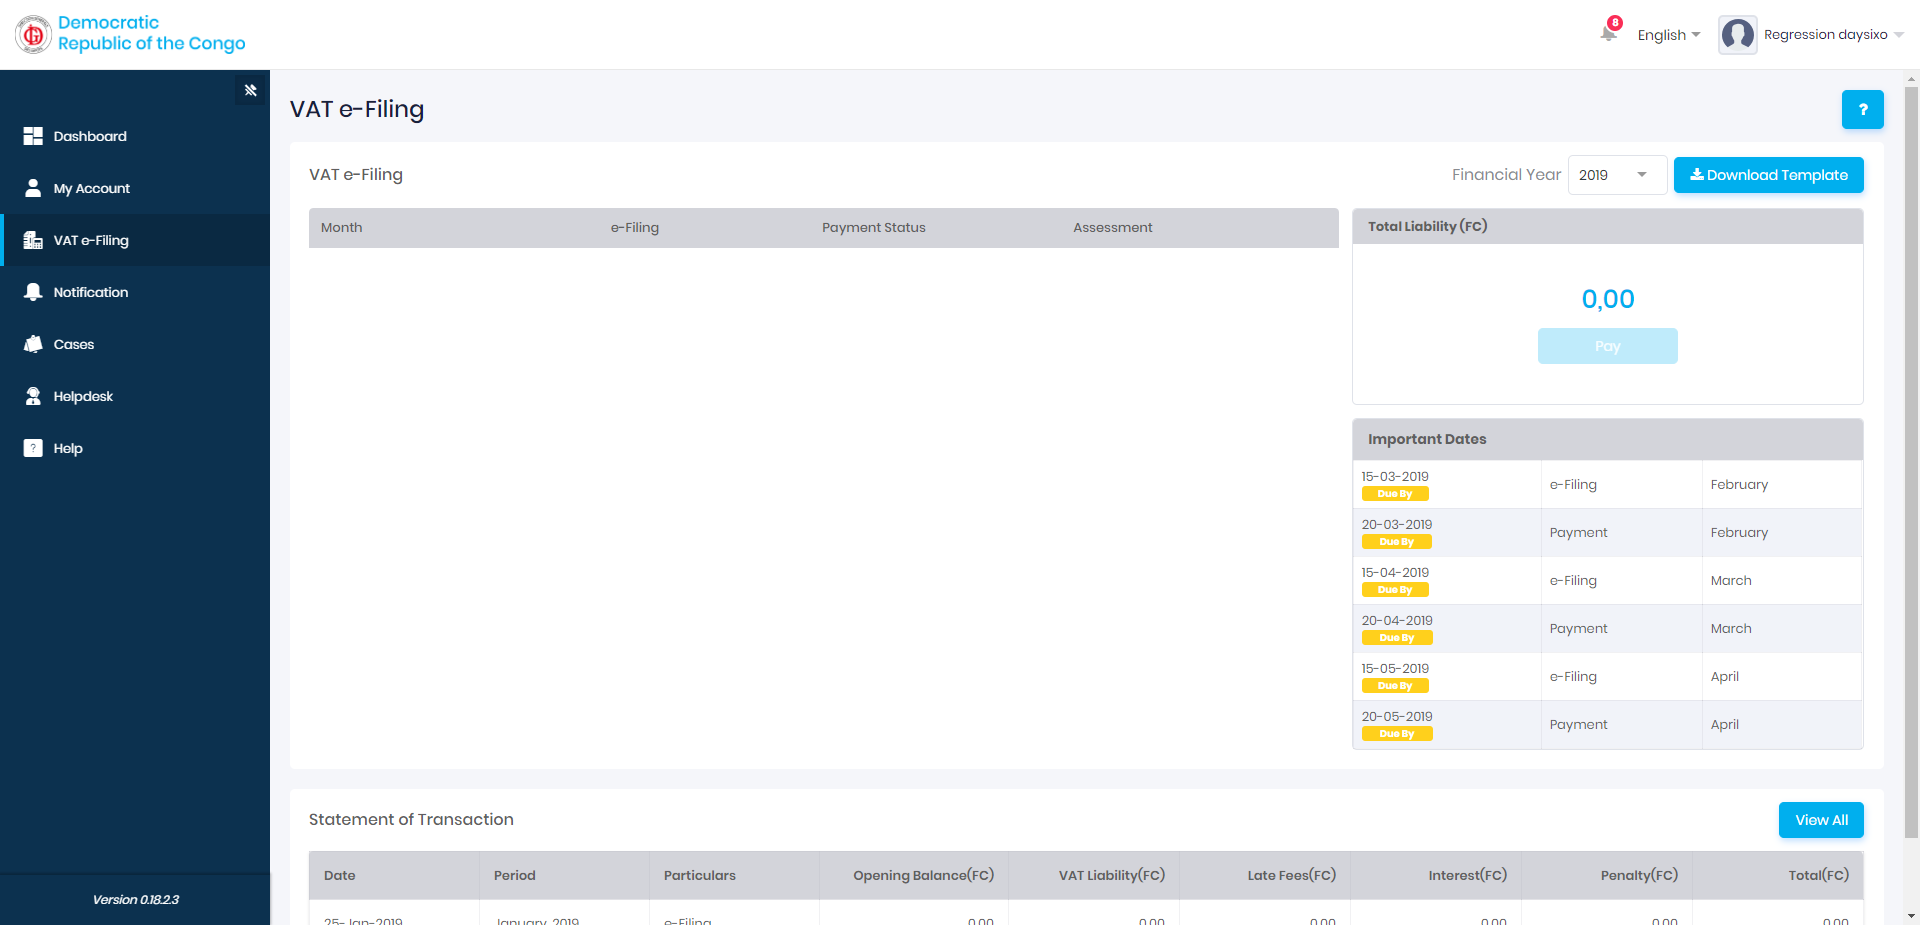 Democratic
Republic of the Congo
8
English
Regression daysixo
Dashboard
My Account
VAT e-Filing
Notification
Cases
Helpdesk
? Help
Version 0.18.2.3
VAT e-Filing
?
VAT e-Filing
Financial Year 2019 Download Template
Month e-Filing Payment Status Assessment
Total Liability (FC)
0,00
Pay
Important Dates
15-03-2019 e-Filing February
Due By
20-03-2019 Payment February
Due By
15-04-2019 e-Filing March
Due By
20-04-2019 Payment March
Due By
15-05-2019 e-Filing April
Due By
20-05-2019 Payment April
Due By
Statement of Transaction
View All
Date Period Particulars Opening Balance(FC) VAT Liability(FC) Late Fees(FC) Interest(FC) Penalty(FC) Total(FC)
25-Jan-2019 January, 2019 e-Filing 0,00 0,00 0,00 0,00 0,00 0,00